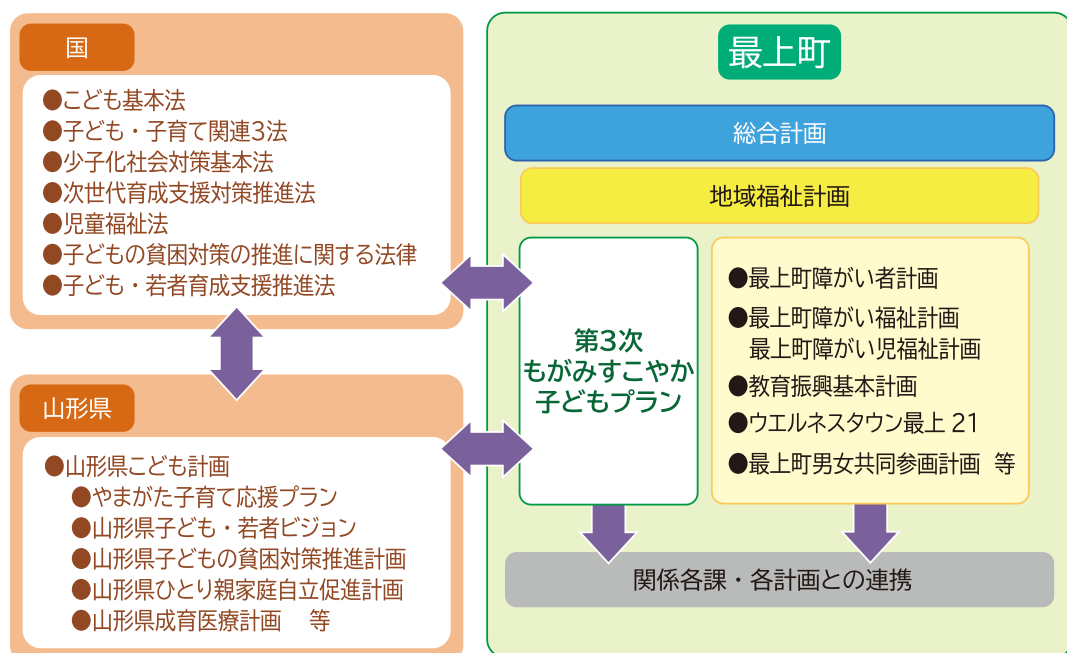 国
●こども基本法
●子ども・子育て関連3法
●少子化社会対策基本法
●次世代育成支援対策推進法
●児童福祉法
●子どもの貧困対策の推進に関する法律
●子ども・若者育成支援推進法
山形県
●山形県こども計画
●やまがた子育て応援プラン
●山形県子ども・若者ビジョン
●山形県子どもの貧困対策推進計画
●山形県ひとり親家庭自立促進計画
●山形県成育医療計画　等
最上町
総合計画
地域福祉計画
第3次
もがみすこやか
子どもプラン
●最上町障がい者計画
●最上町障がい福祉計画
最上町障がい児福祉計画
●教育振興基本計画
●ウエルネスタウン最上 21
●最上町男女共同参画計画　等
関係各課・各計画との連携